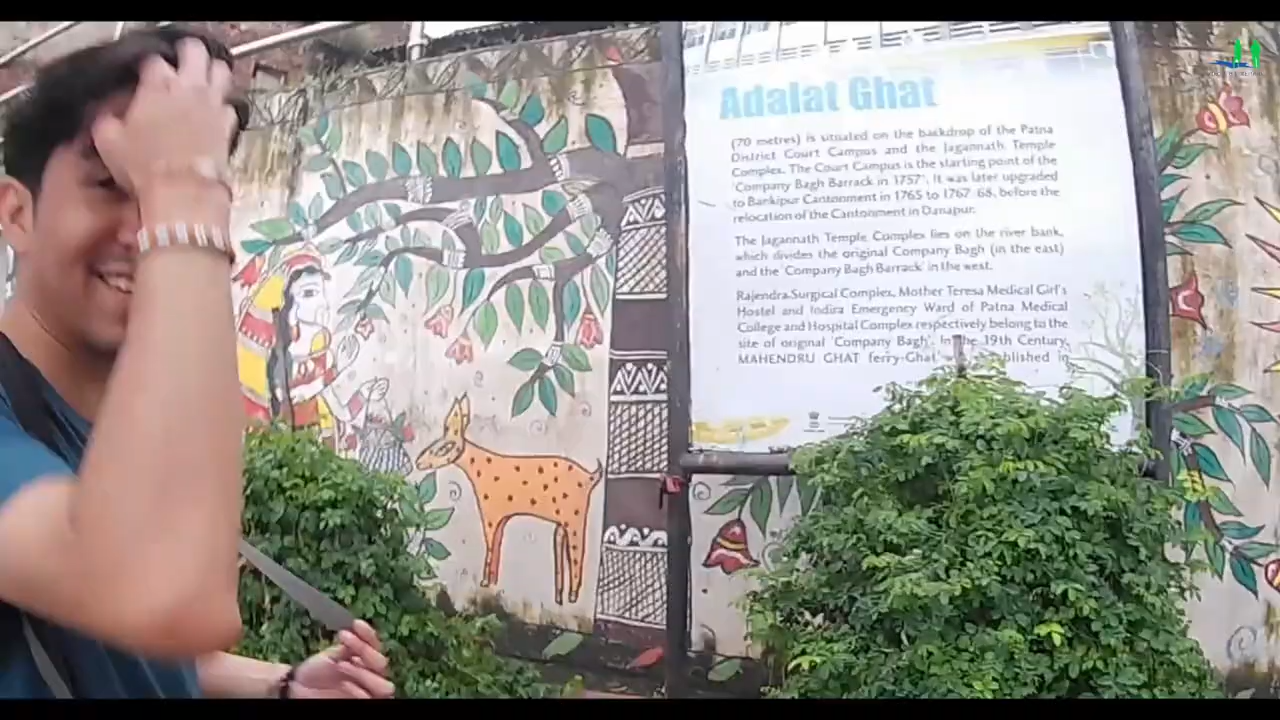 Adalat Ghat
(70 metres) is situated on the backdrop of the Patna
District Court Campus and the Jagannath Temple
Complex. The Court Campus is the starting point of the
'Company Bagh Barrack in 1757'. It was later upgraded
to Bankipur Cantonment in 1765 to 1767-68, before the
relocation of the Cantonment in Danapur.
The Jagannath Temple Complex lies on the river bank,
which divides the original Company Bagh (in the east)
and the 'Company Bagh Barrack' in the west.
Rajendra Surgical Complex, Mother Teresa Medical Girl's
Hostel and Indira Emergency Ward of Patna Medical
College and Hospital Complex respectively belong to the
site of original 'Company Bagh'. In the 19th Century,
MAHENDRU GHAT ferry-Ghat was established in